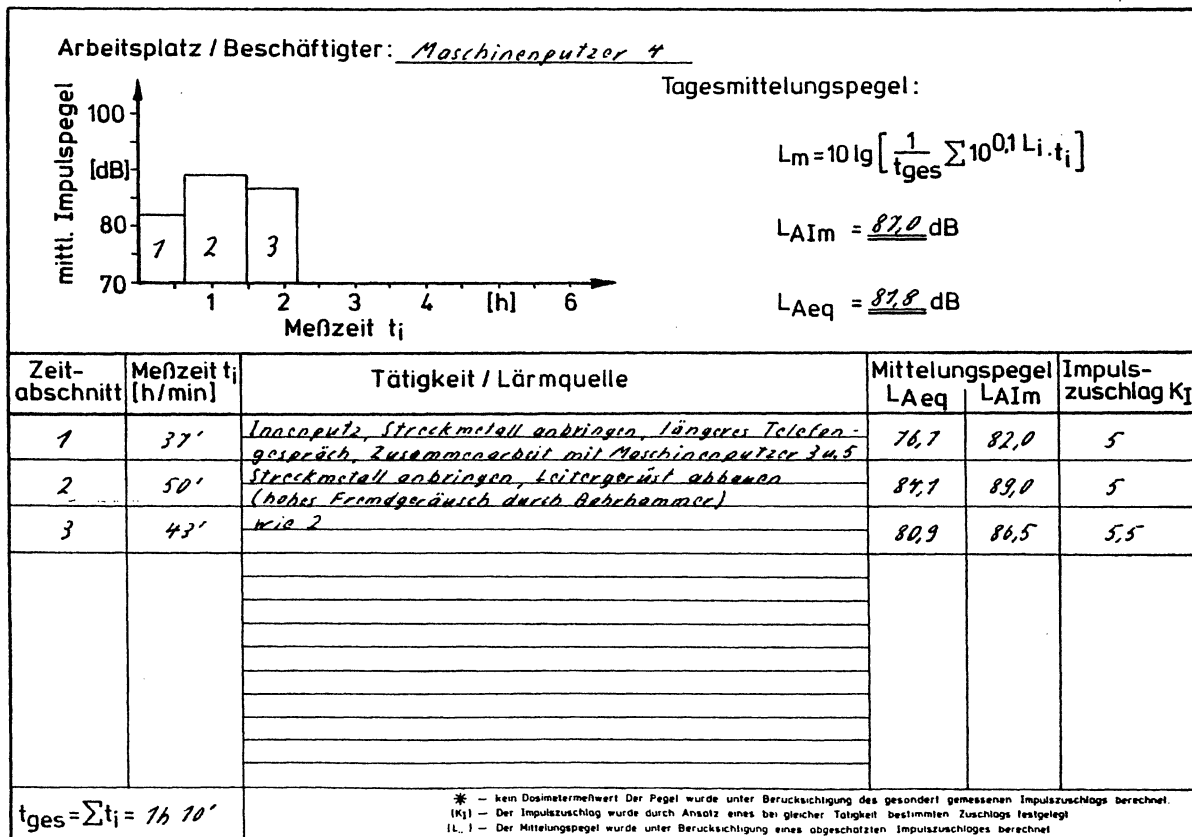 Arbeitsplatz / Beschäftigter: Maschinenputzer 4
Tagesmittelungspegel:
mittl. Impulspegel
[dB]
100
80
70
1 2 3
1 2 3 4 [h] 6
Meßzeit ti
Lm = 10 lg [ 1/tges ∑ 10^0,1 Li · ti ]
LAIm = 87,0 dB
LAeq = 81,8 dB
Zeit-abschnitt | Meßzeit ti [h/min] | Tätigkeit / Lärmquelle | Mittelungspegel LAeq | LAIm | Impuls-zuschlag KI
1 37' Innenputz, Streckmetall anbringen, längeres Telefon-
gespräch, Zusammenarbeit mit Maschinenputzer 3 u. 5 76,7 82,0 5
2 50' Streckmetall anbringen, Leitergerüst abbauen
(hohes Fremdgeräusch durch Bohrhammer) 84,1 89,0 5
3 43' wie 2 80,9 86,5 5,5
tges = ∑ti = 1h 10'
* – kein Dosimetermeßwert Der Pegel wurde unter Berücksichtigung des gesondert gemessenen Impulszuschlags berechnet.
(KI) – Der Impulszuschlag wurde durch Ansatz eines bei gleicher Tätigkeit bestimmten Zuschlags festgelegt
(L..) – Der Mittelungspegel wurde unter Berücksichtigung eines abgeschätzten Impulszuschlages berechnet